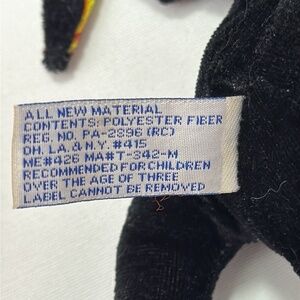 ALL NEW MATERIAL
CONTENTS: POLYESTER FIBER
REG. NO. PA-2896 (RC)
OH. LA. & N.Y. #415
ME#426 MA#T-342-M
RECOMMENDED FOR CHILDREN
OVER THE AGE OF THREE
LABEL CANNOT BE REMOVED